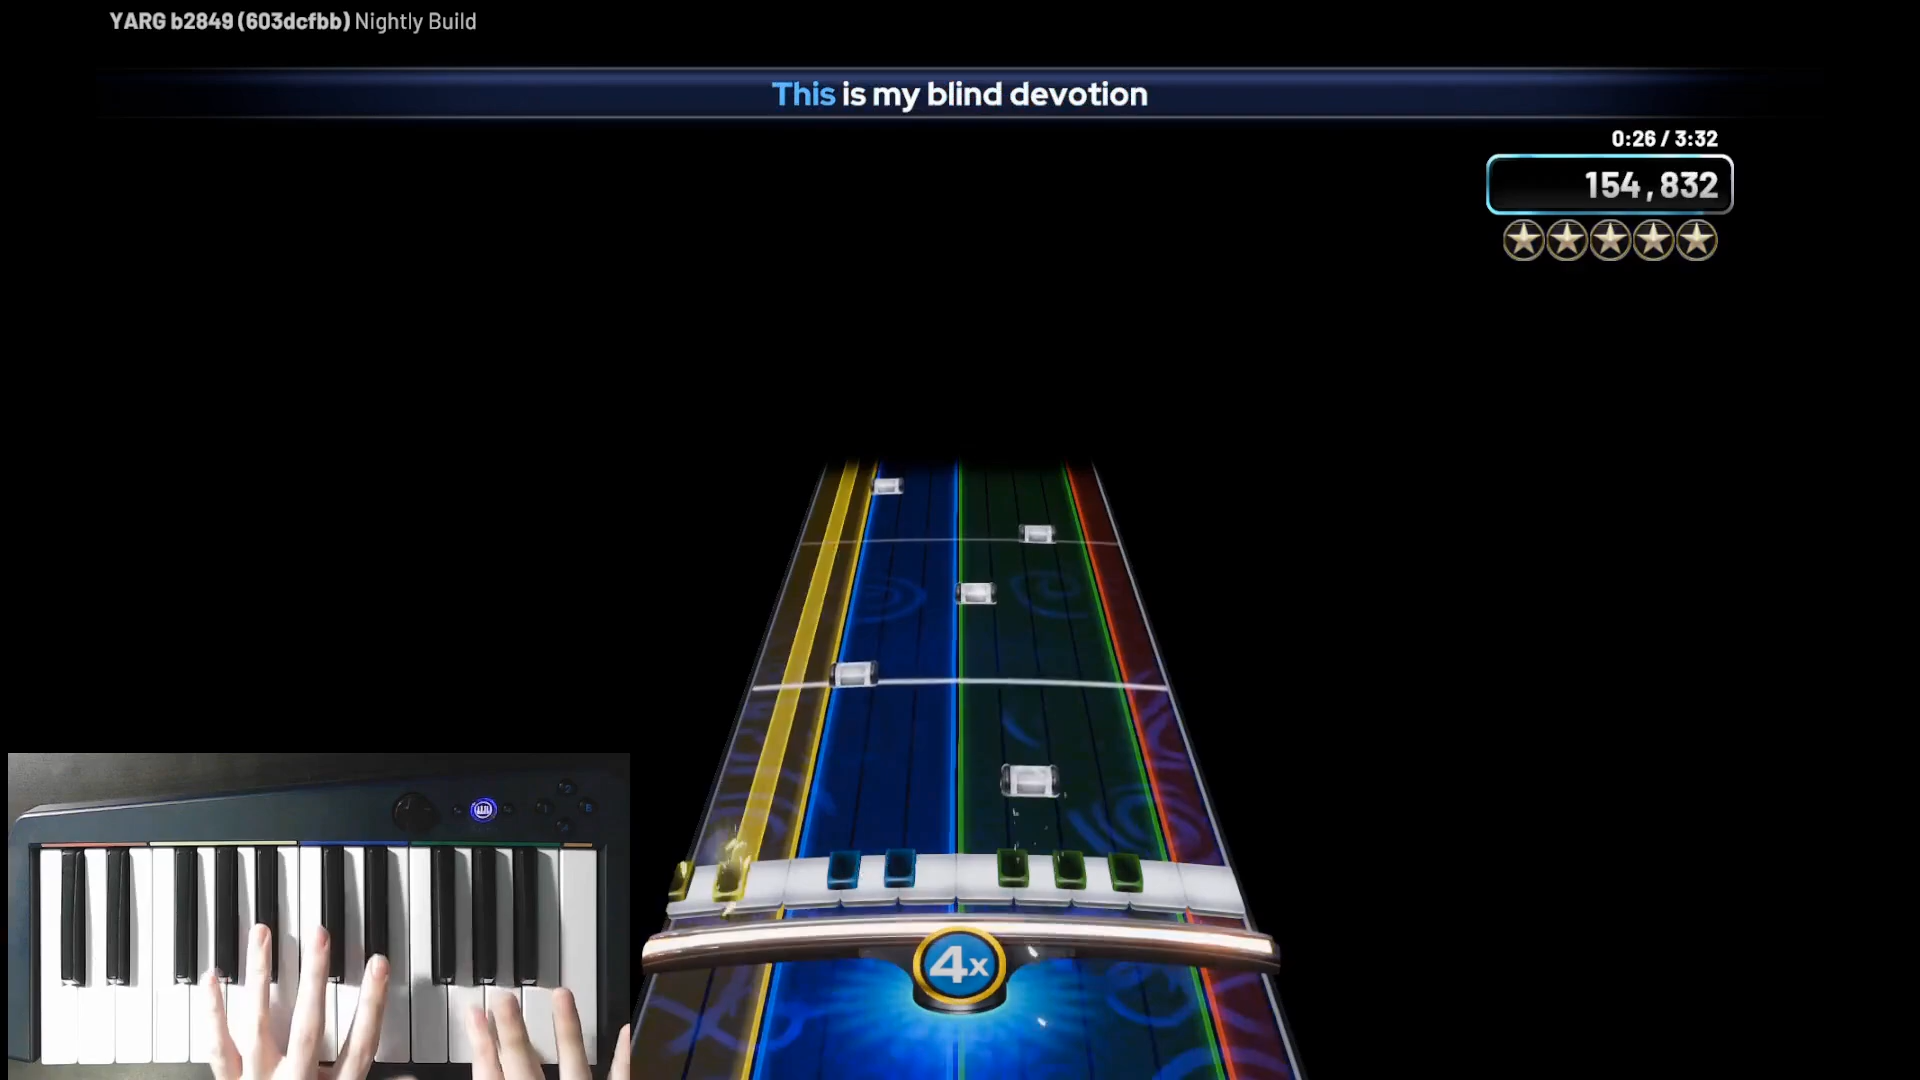 YARG b2849 (603dcfbb) Nightly Build
This is my blind devotion
0:26 / 3:32
154,832
4x